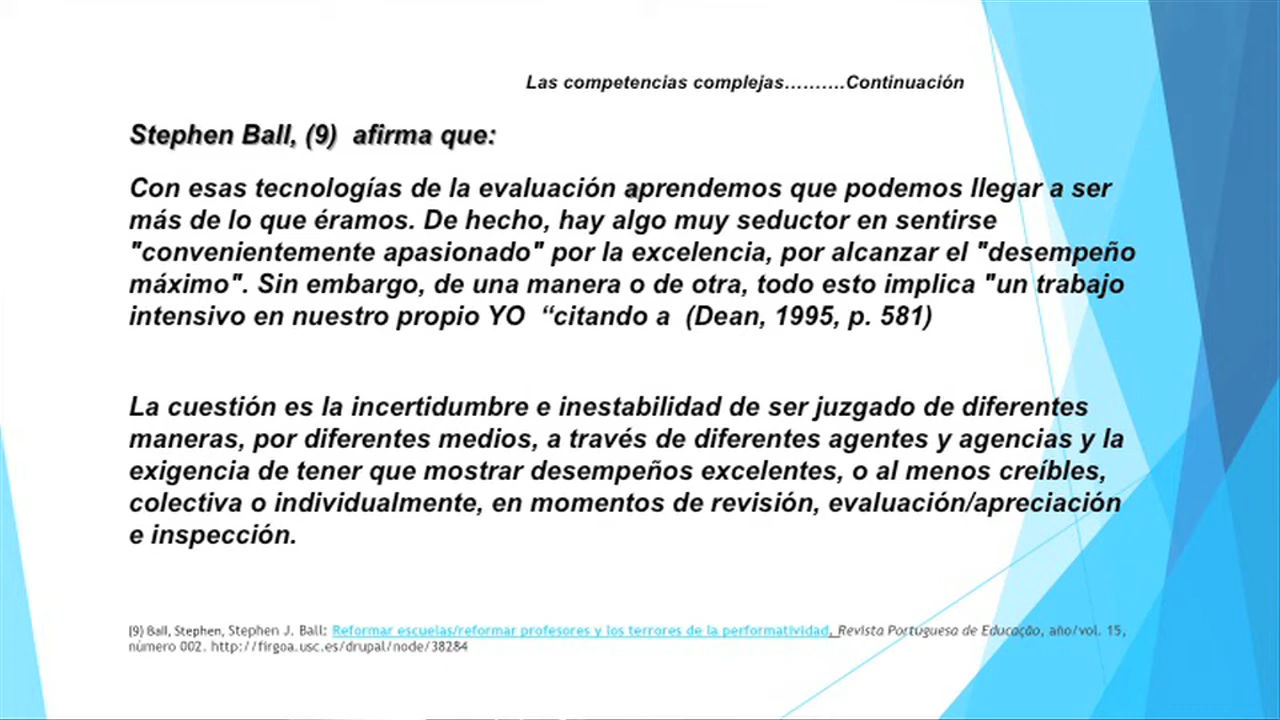 Las competencias complejas……….Continuación
Stephen Ball, (9) afirma que:
Con esas tecnologías de la evaluación aprendemos que podemos llegar a ser
más de lo que éramos. De hecho, hay algo muy seductor en sentirse
"convenientemente apasionado" por la excelencia, por alcanzar el "desempeño
máximo". Sin embargo, de una manera o de otra, todo esto implica "un trabajo
intensivo en nuestro propio YO “citando a (Dean, 1995, p. 581)
La cuestión es la incertidumbre e inestabilidad de ser juzgado de diferentes
maneras, por diferentes medios, a través de diferentes agentes y agencias y la
exigencia de tener que mostrar desempeños excelentes, o al menos creíbles,
colectiva o individualmente, en momentos de revisión, evaluación/apreciación
e inspección.
(9) Ball, Stephen, Stephen J. Ball: Reformar escuelas/reformar profesores y los terrores de la performatividad, Revista Portuguesa de Educação, año/vol. 15,
número 002. http://firgoa.usc.es/drupal/node/38284